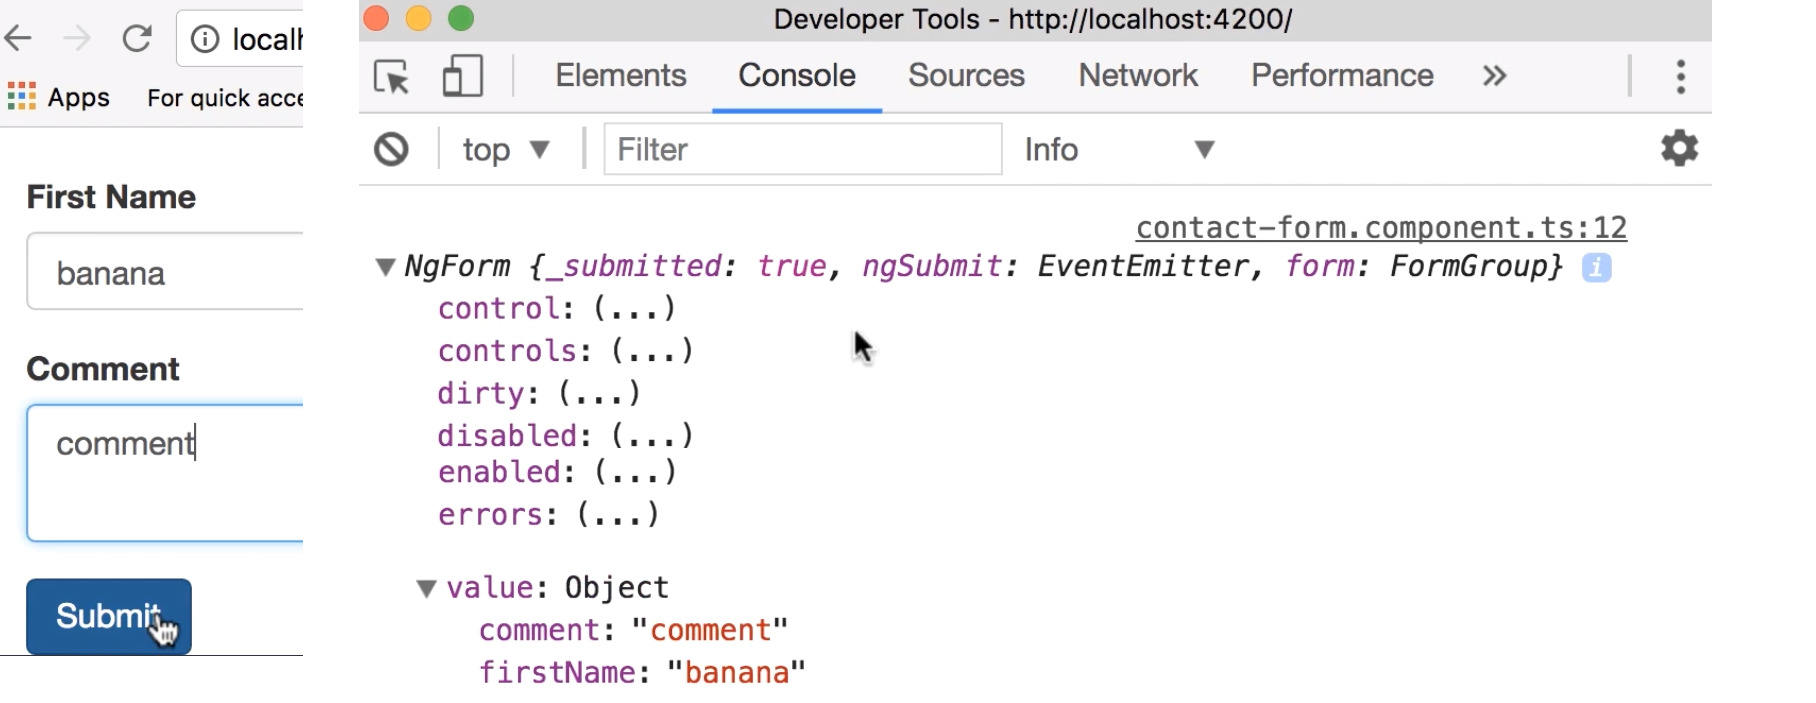 localh
Apps For quick acce
First Name
banana
Comment
comment
Submit
Developer Tools - http://localhost:4200/
Elements Console Sources Network Performance »
top ▼ Filter Info ▼
contact-form.component.ts:12
▼ NgForm {_submitted: true, ngSubmit: EventEmitter, form: FormGroup} i
control: (...)
controls: (...)
dirty: (...)
disabled: (...)
enabled: (...)
errors: (...)
▼ value: Object
comment: "comment"
firstName: "banana"